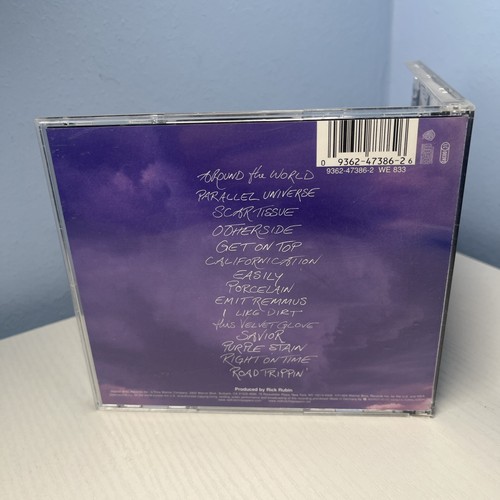 0 9362-47386-2 6
9362-47386-2 WE 833
AROUND the WORLD
PARALLEL UNIVERSE
SCAR TISSUE
OTHERSIDE
GET ON TOP
CALIFORNICATION
EASILY
PORCELAIN
EMIT REMMUS
I LIKE DIRT
this VELVET GLOVE
SAVIOR
PURPLE STAIN
RIGHT ON TIME
ROAD TRIPPIN'
Produced by Rick Rubin